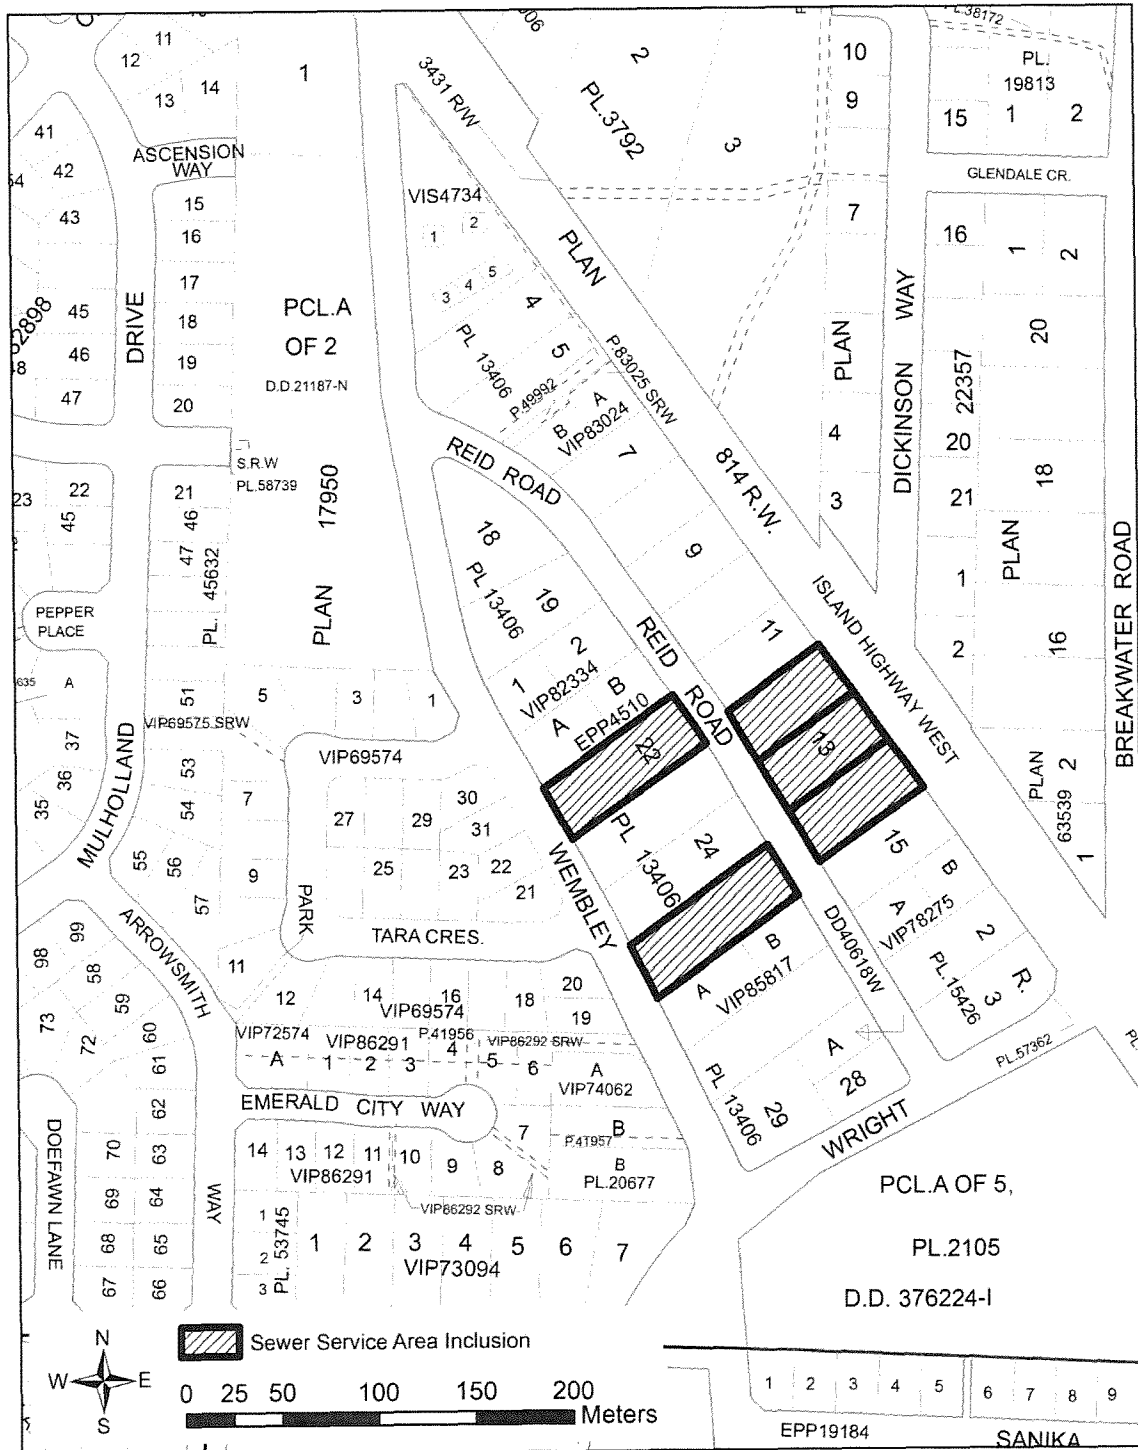 11
12
13
14
1
41
42
43
ASCENSION
WAY
15
16
17
18
19
20
45
46
47
DRIVE
PCL.A
OF 2
D.D.21187-N
PLAN 17950
S.R.W
PL.58739
3431 R/W
2
PL.3792
3
PLAN
814 R.W.
ISLAND HIGHWAY WEST
VIS4734
1
2
3
4
5
4
5
PL 13406
P.49992
P.83025 SRW
B
A
VIP83024
7
9
11
13
15
B
A
VIP78275
2
3
PL.15426
R.
PL.57362
10
9
7
PLAN
4
3
DICKINSON WAY
PL.38172
PL.
19813
15
1
2
GLENDALE CR.
16
1
2
20
22357
20
18
21
PLAN
1
2
16
PLAN
63539
2
1
BREAKWATER ROAD
REID ROAD
REID
ROAD
18
PL 13406
19
1
2
VIP82334
A
B
EPP4510
22
PL 13406
24
A
B
VIP85817
DD40618W
A
28
29
PL 13406
WEMBLEY
WRIGHT
22
23
45
21
46
47
PL. 45632
PEPPER
PLACE
635
A
37
36
35
MULHOLLAND
51
VIP69575 SRW
53
54
55
56
57
5
3
1
7
9
11
VIP69574
27
29
30
31
25
23
22
21
PARK
TARA CRES.
ARROWSMITH
WAY
99
98
58
59
73
72
60
61
62
63
64
65
66
70
69
68
67
DOEFAWN LANE
12
14
16
18
20
19
VIP69574
VIP72574
VIP86291
P.41956
VIP86292 SRW
A
1
2
3
4
5
6
A
VIP74062
EMERALD CITY WAY
7
B
P.41957
B
PL.20677
14
13
12
11
10
9
8
VIP86291
VIP86292 SRW
1
2
3
PL. 53745
1
2
3
4
5
6
7
VIP73094
PCL.A OF 5,
PL.2105
D.D. 376224-I
N
W
E
S
Sewer Service Area Inclusion
0 25 50 100 150 200
Meters
1 2 3 4 5 6 7 8 9
EPP19184
SANIKA